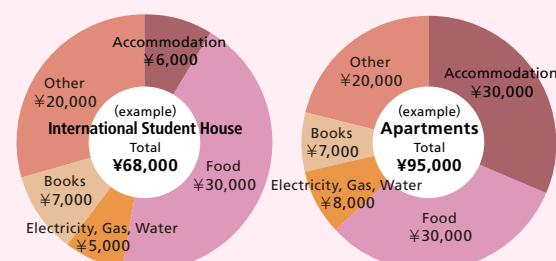 Accommodation
¥6,000
Other
¥20,000
(example)
International Student House
Total
¥68,000
Food
¥30,000
Books
¥7,000
Electricity, Gas, Water
¥5,000
Accommodation
¥30,000
Other
¥20,000
(example)
Apartments
Total
¥95,000
Books
¥7,000
Electricity, Gas, Water
¥8,000
Food
¥30,000